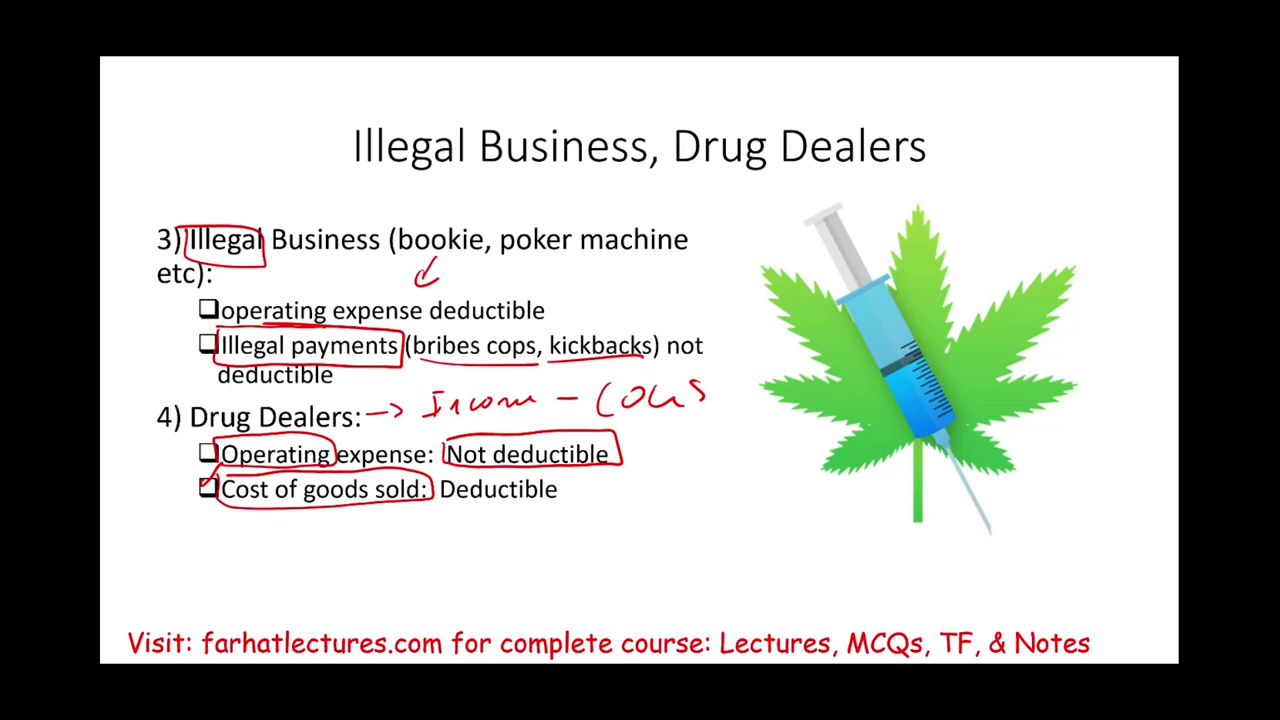 Illegal Business, Drug Dealers
3) Illegal Business (bookie, poker machine
etc):
operating expense deductible
Illegal payments (bribes cops, kickbacks) not
deductible
4) Drug Dealers: → Income - COGS
Operating expense: Not deductible
Cost of goods sold: Deductible
Visit: farhatlectures.com for complete course: Lectures, MCQs, TF, & Notes